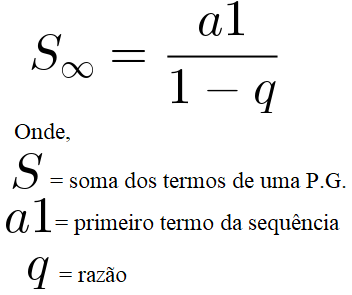 S∞ = a1 / (1 − q)
Onde,
S = soma dos termos de uma P.G.
a1= primeiro termo da sequência
q = razão